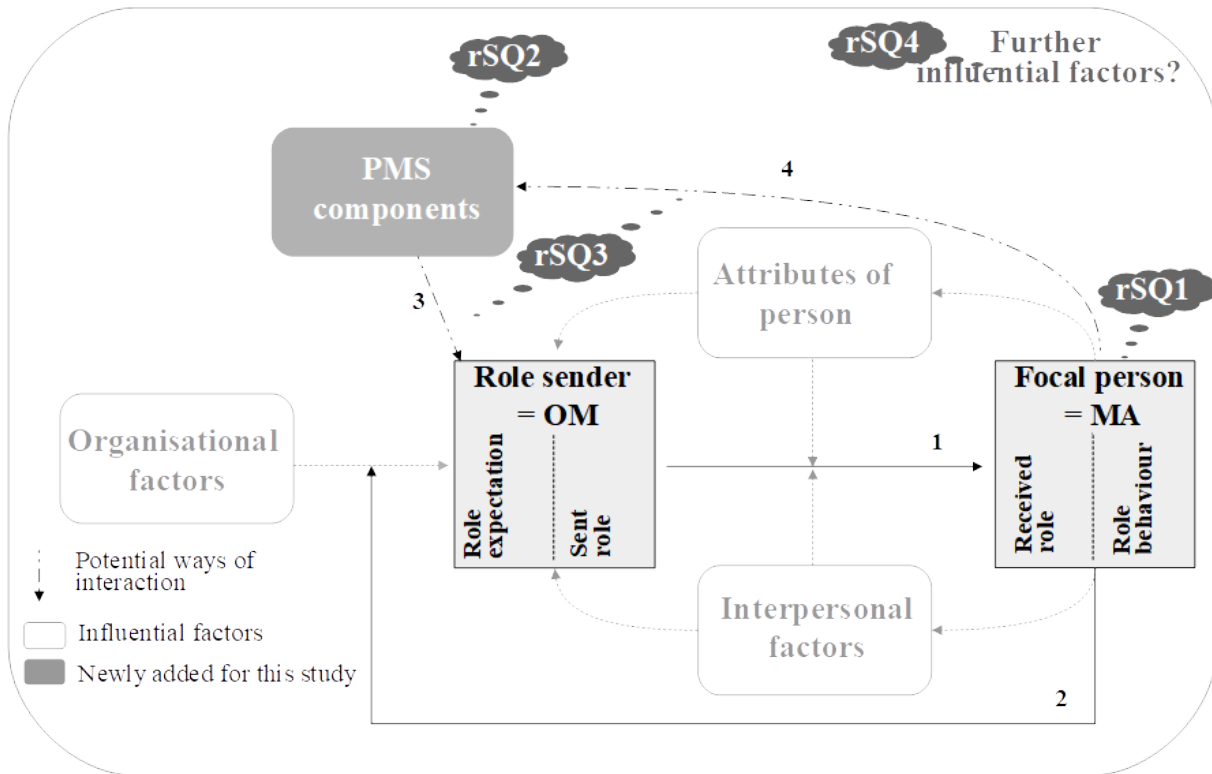 rSQ2
rSQ4
Further
influential factors?
PMS
components
4
rSQ3
3
Attributes of
person
rSQ1
Role sender
= OM
Role
expectation
Sent
role
Focal person
= MA
Received
role
Role
behaviour
1
Organisational
factors
Interpersonal
factors
2
Potential ways of
interaction
Influential factors
Newly added for this study